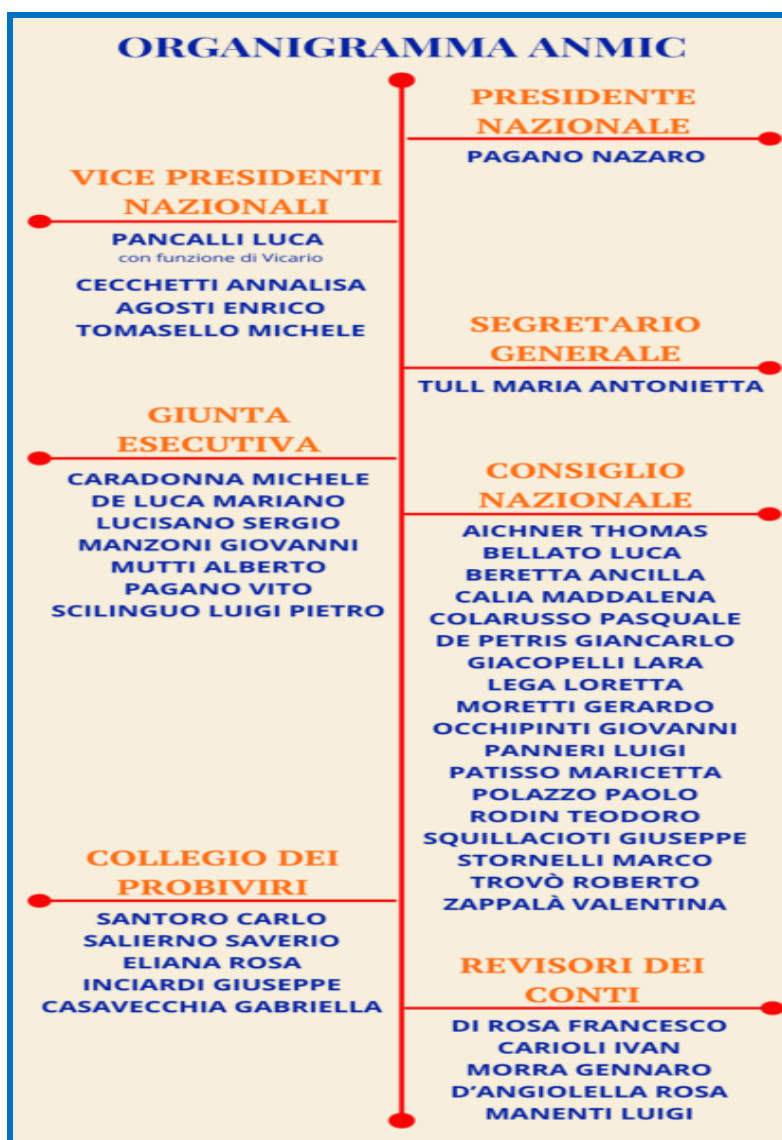 ORGANIGRAMMA ANMIC
PRESIDENTE
NAZIONALE
PAGANO NAZARO
VICE PRESIDENTI
NAZIONALI
PANCALLI LUCA
con funzione di Vicario
CECCHETTI ANNALISA
AGOSTI ENRICO
TOMASELLO MICHELE
SEGRETARIO
GENERALE
TULL MARIA ANTONIETTA
GIUNTA
ESECUTIVA
CARADONNA MICHELE
DE LUCA MARIANO
LUCISANO SERGIO
MANZONI GIOVANNI
MUTTI ALBERTO
PAGANO VITO
SCILINGUO LUIGI PIETRO
CONSIGLIO
NAZIONALE
AICHNER THOMAS
BELLATO LUCA
BERETTA ANCILLA
CALIA MADDALENA
COLARUSSO PASQUALE
DE PETRIS GIANCARLO
GIACOPELLI LARA
LEGA LORETTA
MORETTI GERARDO
OCCHIPINTI GIOVANNI
PANNERI LUIGI
PATISSO MARICETTA
POLAZZO PAOLO
RODIN TEODORO
SQUILLACIOTI GIUSEPPE
STORNELLI MARCO
TROVÒ ROBERTO
ZAPPALÀ VALENTINA
COLLEGIO DEI
PROBIVIRI
SANTORO CARLO
SALIERNO SAVERIO
ELIANA ROSA
INCIARDI GIUSEPPE
CASAVECCHIA GABRIELLA
REVISORI DEI
CONTI
DI ROSA FRANCESCO
CARIOLI IVAN
MORRA GENNARO
D'ANGIOLELLA ROSA
MANENTI LUIGI